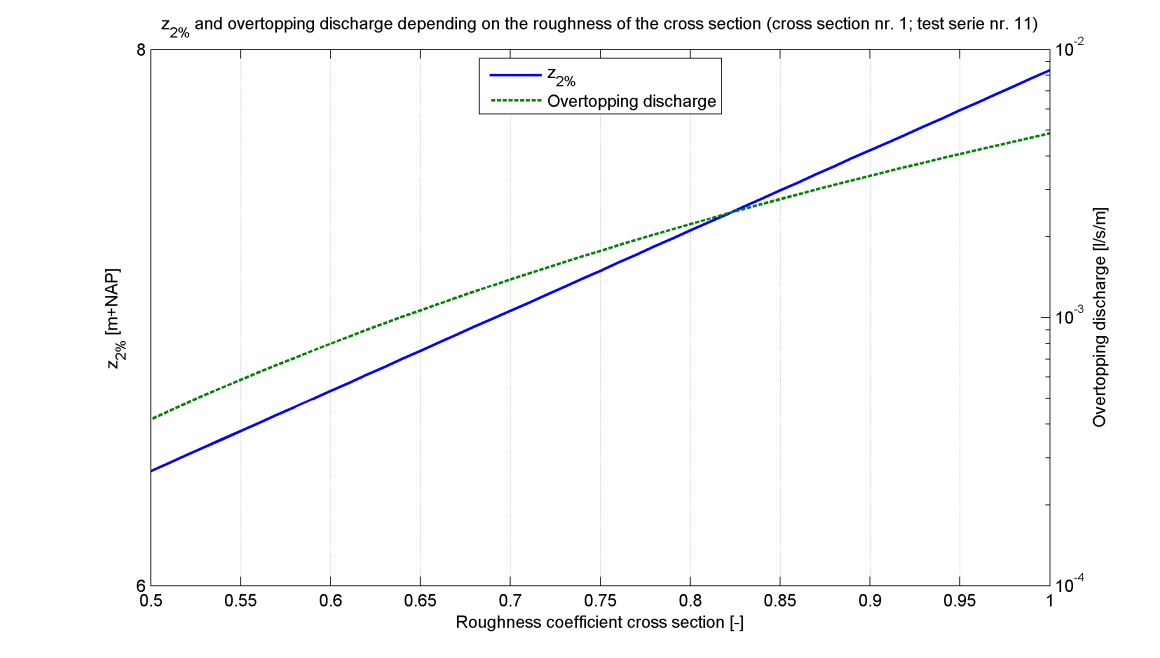 z2% and overtopping discharge depending on the roughness of the cross section (cross section nr. 1; test serie nr. 11)
8
10-2
z2%
Overtopping discharge
z2% [m+NAP]
10-3
Overtopping discharge [l/s/m]
6
10-4
0.5 0.55 0.6 0.65 0.7 0.75 0.8 0.85 0.9 0.95 1
Roughness coefficient cross section [-]